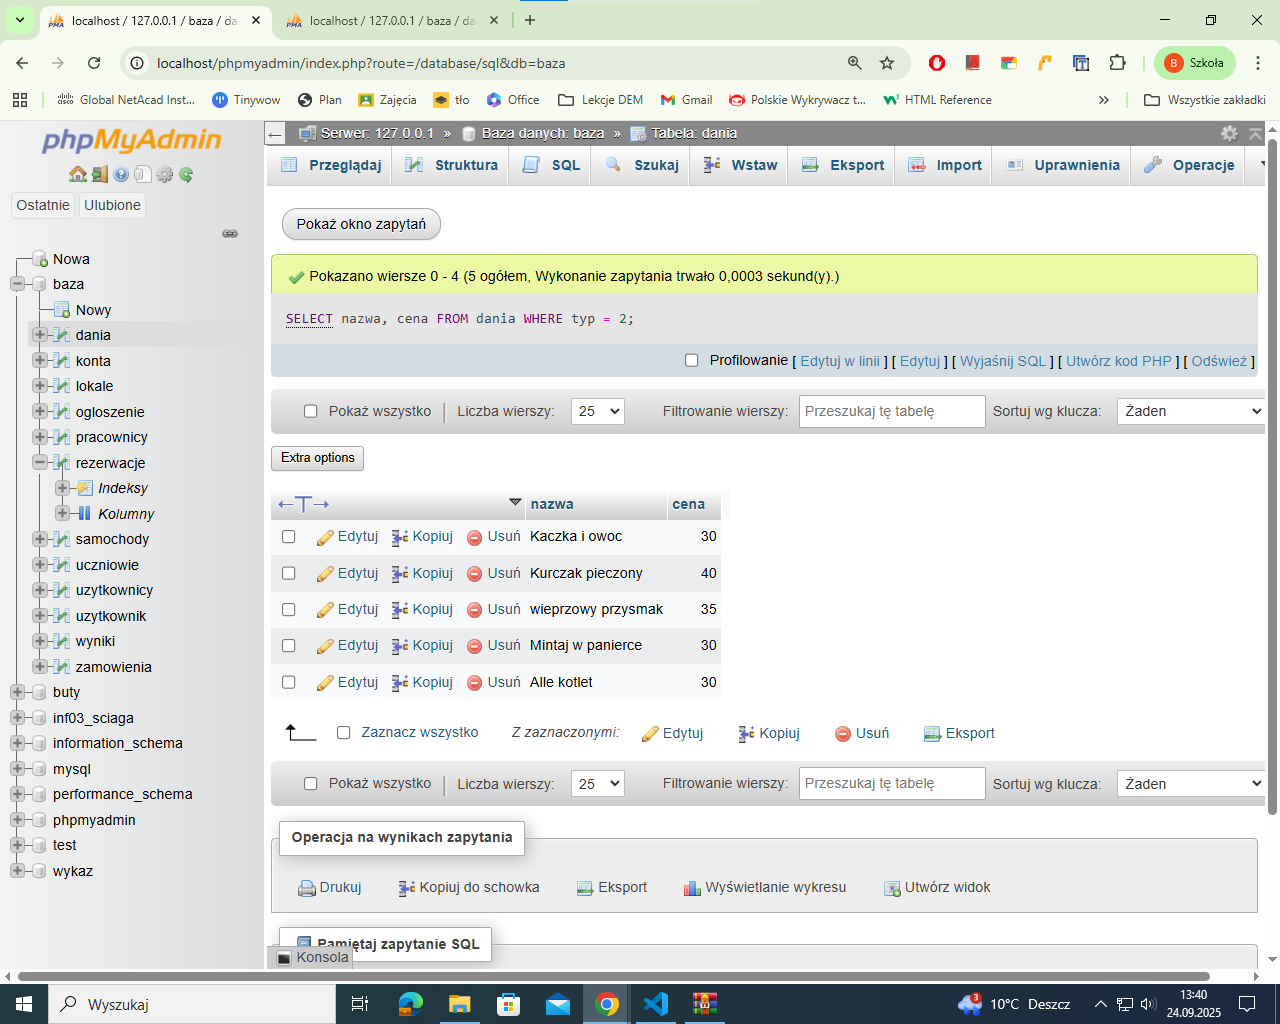 localhost / 127.0.0.1 / baza / da
localhost / 127.0.0.1 / baza / da
localhost/phpmyadmin/index.php?route=/database/sql&db=baza
B Szkoła
Global NetAcad Inst...
Tinywow
Plan
Zajęcia
tło
Office
Lekcje DEM
Gmail
Polskie Wykrywacz t...
HTML Reference
Wszystkie zakładki
phpMyAdmin
Ostatnie Ulubione
Nowa
baza
Nowy
dania
konta
lokale
ogloszenie
pracownicy
rezerwacje
Indeksy
Kolumny
samochody
uczniowie
uzytkownicy
uzytkownik
wyniki
zamowienia
buty
inf03_sciaga
information_schema
mysql
performance_schema
phpmyadmin
test
wykaz
Serwer: 127.0.0.1 » Baza danych: baza » Tabela: dania
Przeglądaj Struktura SQL Szukaj Wstaw Eksport Import Uprawnienia Operacje
Pokaż okno zapytań
Pokazano wiersze 0 - 4 (5 ogółem, Wykonanie zapytania trwało 0,0003 sekund(y).)
SELECT nazwa, cena FROM dania WHERE typ = 2;
Profilowanie [ Edytuj w linii ] [ Edytuj ] [ Wyjaśnij SQL ] [ Utwórz kod PHP ] [ Odśwież ]
Pokaż wszystko Liczba wierszy: 25 Filtrowanie wierszy: Przeszukaj tę tabelę Sortuj wg klucza: Żaden
Extra options
←T→ nazwa cena
Edytuj Kopiuj Usuń Kaczka i owoc 30
Edytuj Kopiuj Usuń Kurczak pieczony 40
Edytuj Kopiuj Usuń wieprzowy przysmak 35
Edytuj Kopiuj Usuń Mintaj w panierce 30
Edytuj Kopiuj Usuń Alle kotlet 30
Zaznacz wszystko Z zaznaczonymi: Edytuj Kopiuj Usuń Eksport
Pokaż wszystko Liczba wierszy: 25 Filtrowanie wierszy: Przeszukaj tę tabelę Sortuj wg klucza: Żaden
Operacja na wynikach zapytania
Drukuj Kopiuj do schowka Eksport Wyświetlanie wykresu Utwórz widok
Pamiętaj zapytanie SQL
Konsola
Wyszukaj
3
10°C Deszcz
13:40
24.09.2025